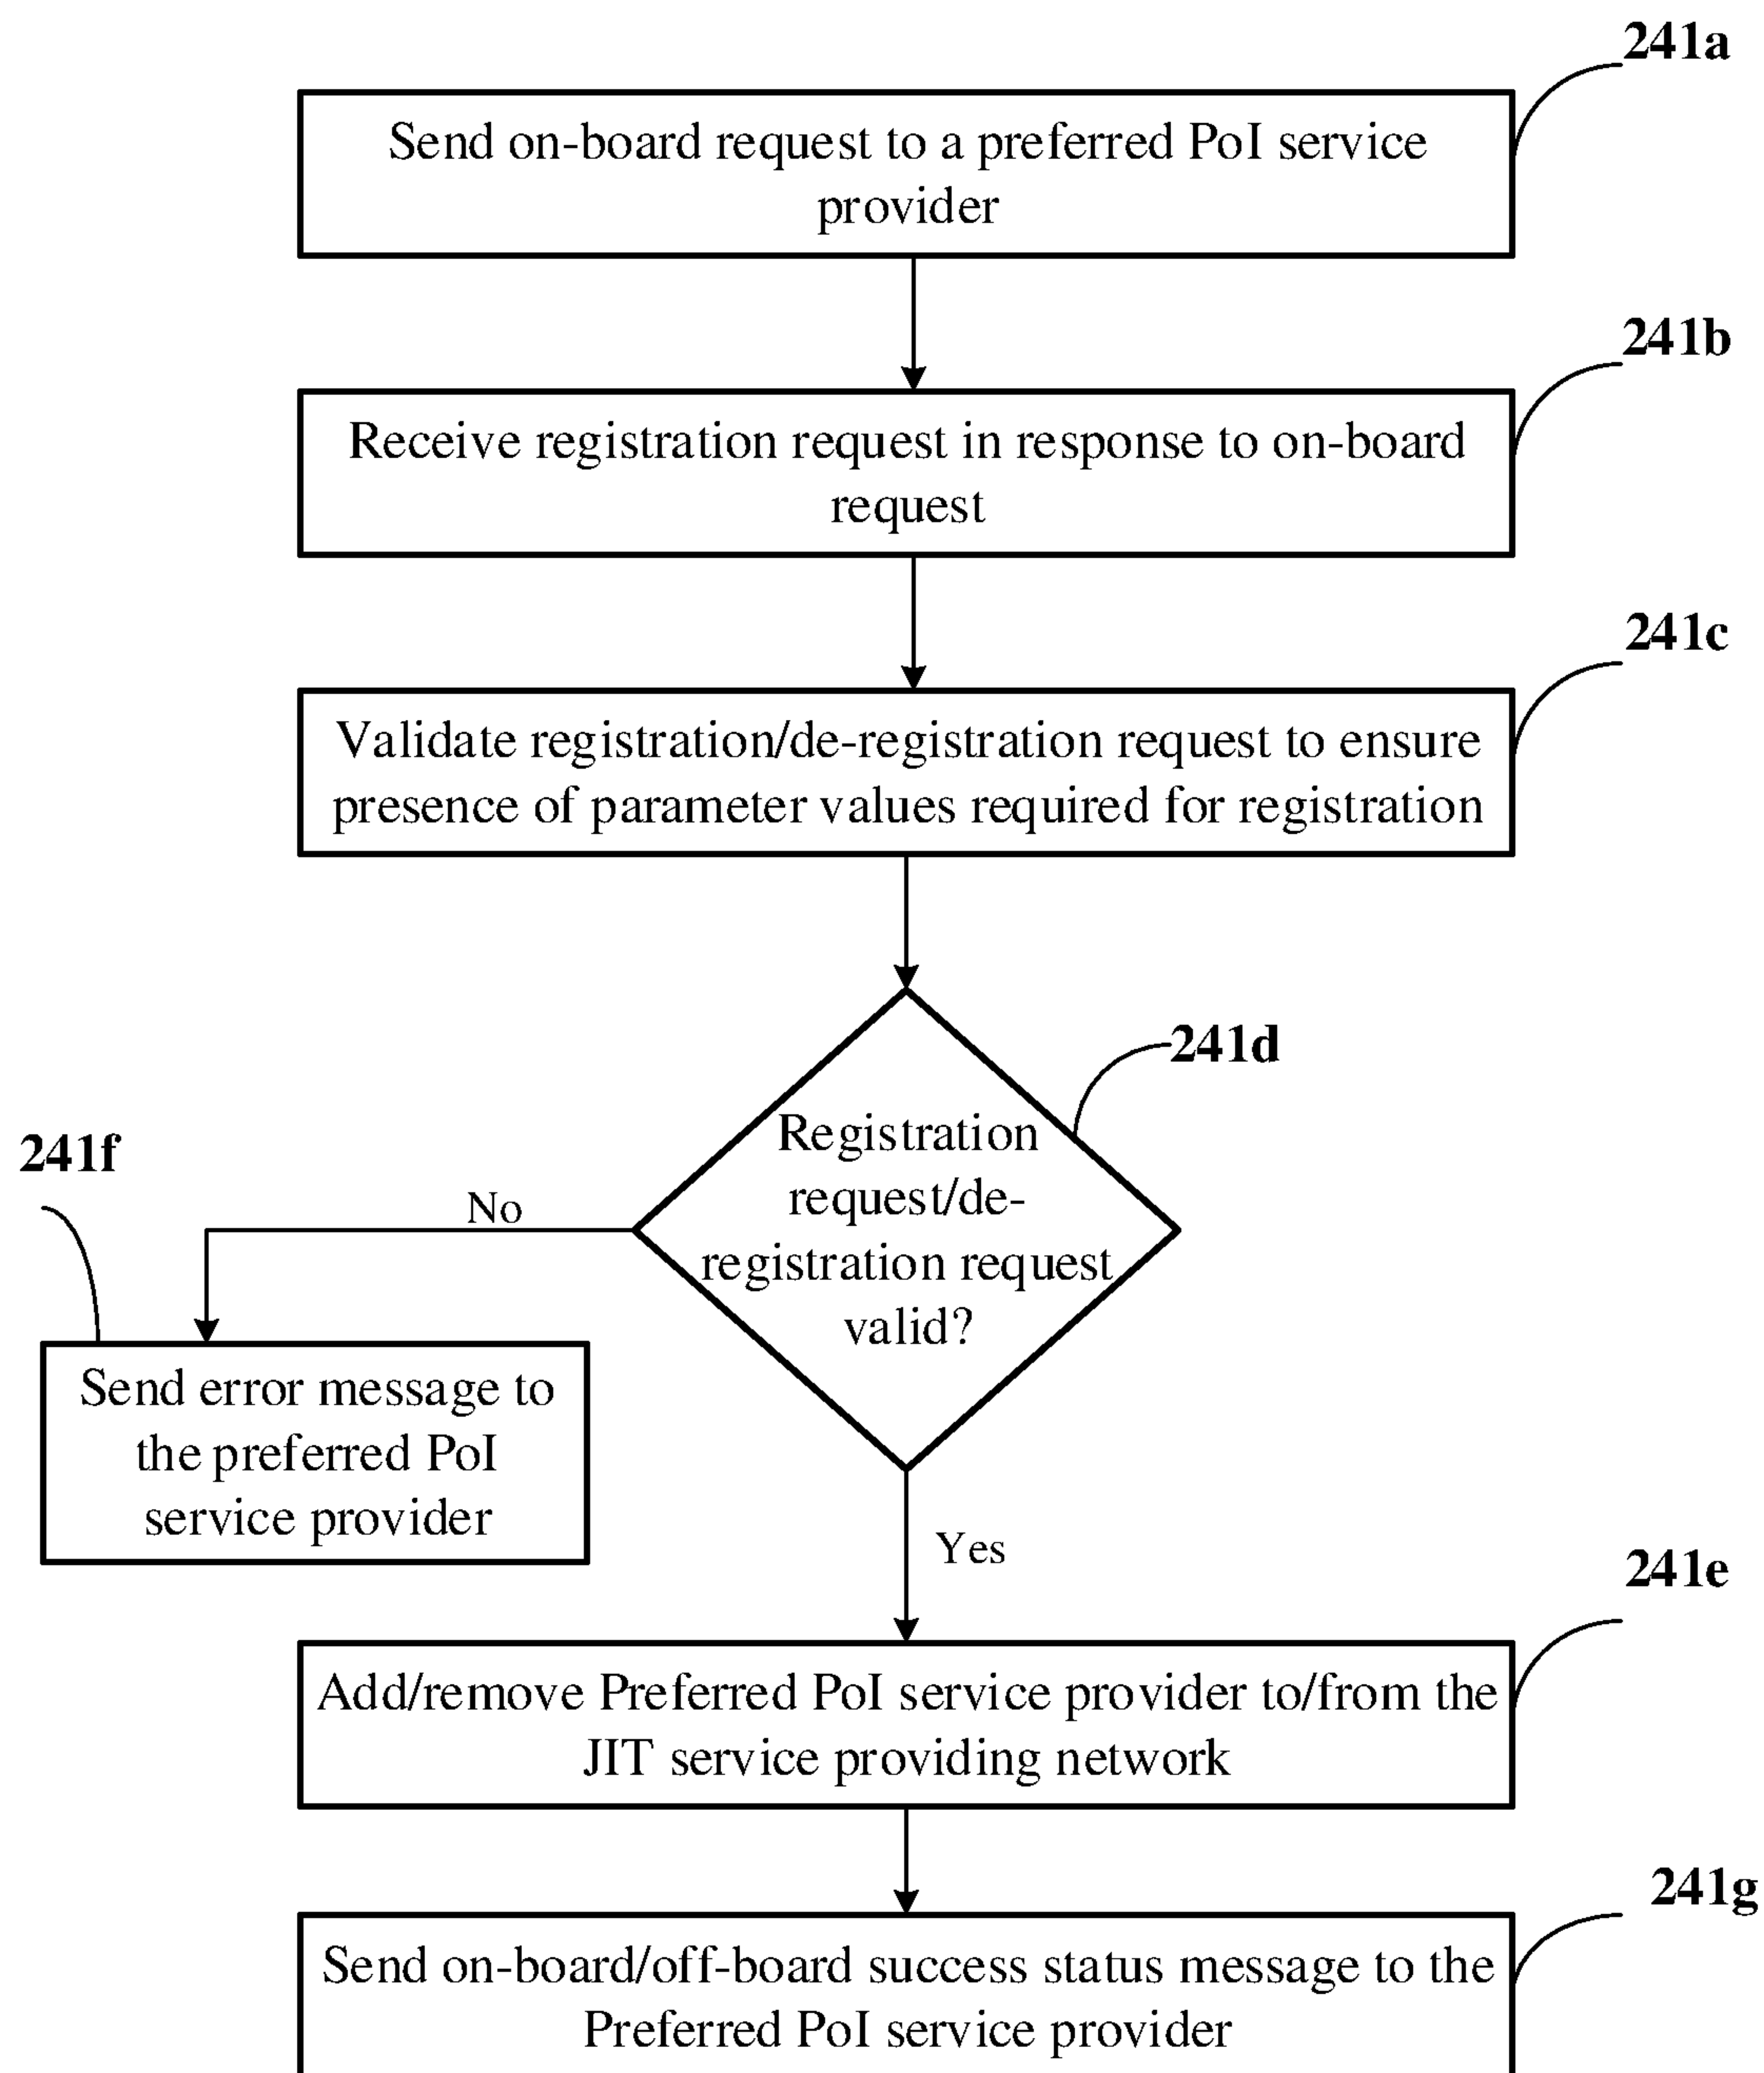 241a
Send on-board request to a preferred PoI service
provider
241b
Receive registration request in response to on-board
request
241c
Validate registration/de-registration request to ensure
presence of parameter values required for registration
241d
Registration
request/de-
registration request
valid?
241f
No
Send error message to
the preferred PoI
service provider
Yes
241e
Add/remove Preferred PoI service provider to/from the
JIT service providing network
241g
Send on-board/off-board success status message to the
Preferred PoI service provider